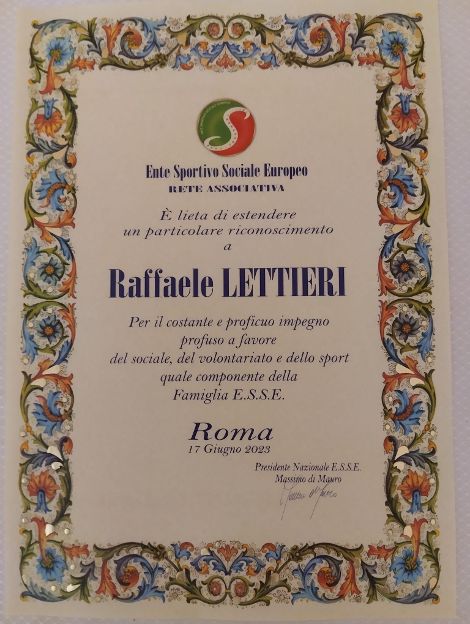 Ente Sportivo Sociale Europeo
RETE ASSOCIATIVA
È lieta di estendere
un particolare riconoscimento
a
Raffaele LETTIERI
Per il costante e proficuo impegno
profuso a favore
del sociale, del volontariato e dello sport
quale componente della
Famiglia E.S.S.E.
Roma
17 Giugno 2023
Presidente Nazionale E.S.S.E.
Massimo di Mauro